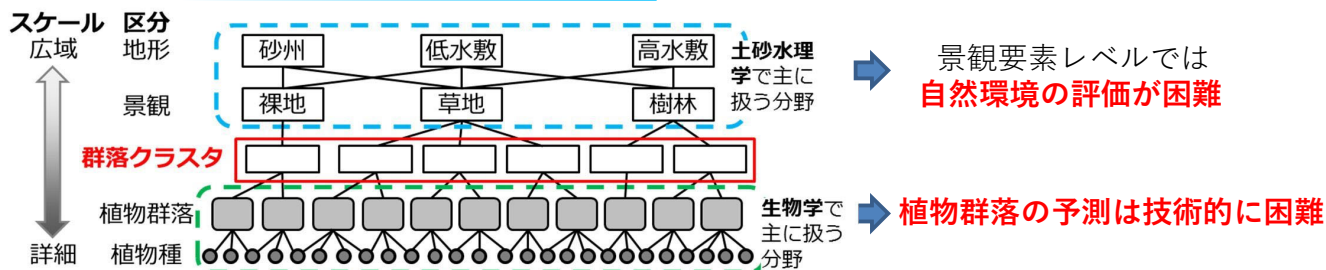 スケール 区分
広域 地形
砂州 低水敷 高水敷
土砂水理
学で主に
扱う分野
景観
裸地 草地 樹林
景観要素レベルでは
自然環境の評価が困難
群落クラスタ
植物群落
詳細 植物種
生物学で
主に扱う
分野
植物群落の予測は技術的に困難